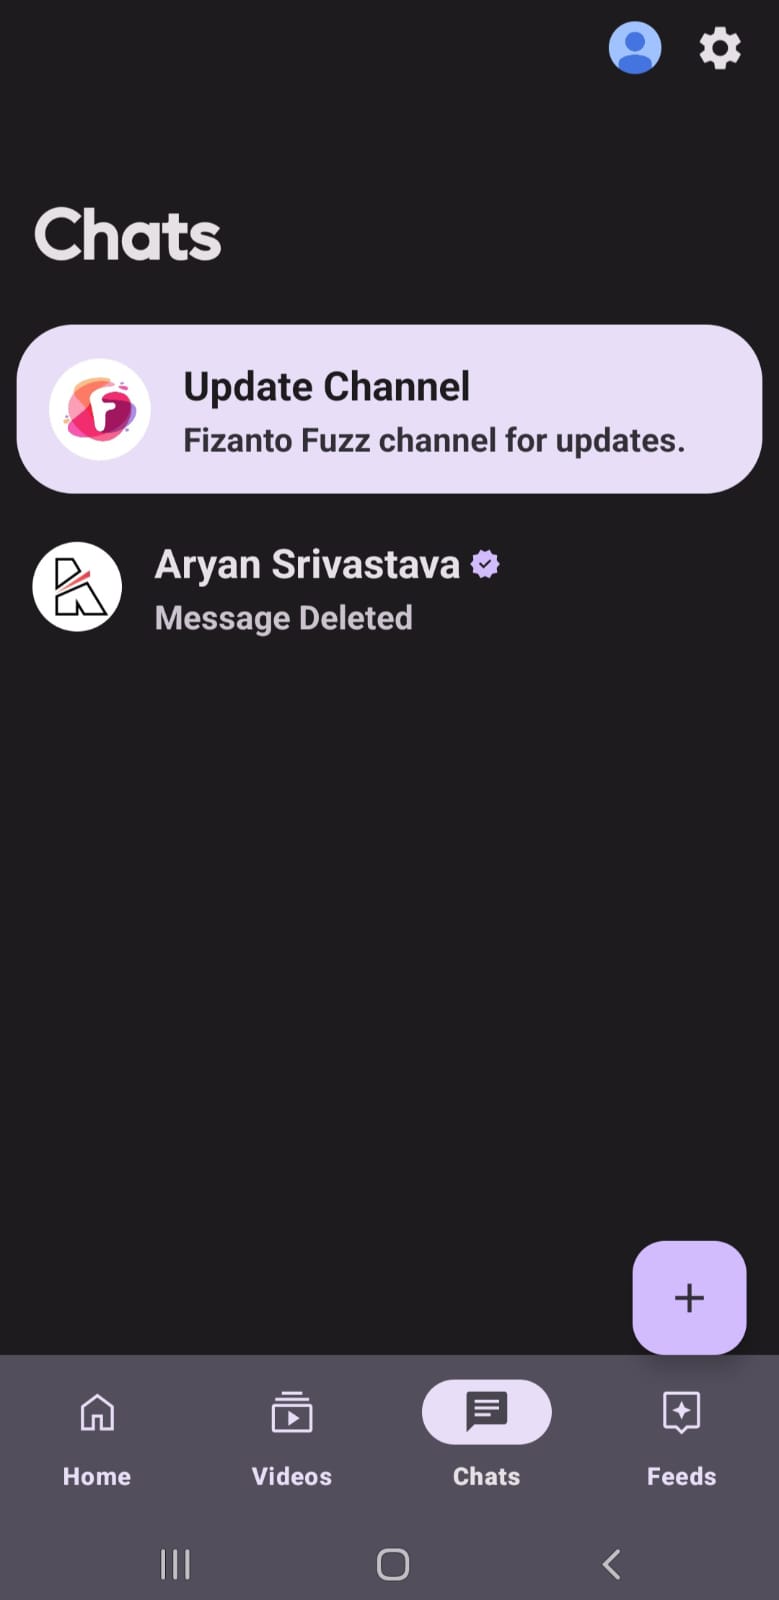 Chats
Update Channel
Fizanto Fuzz channel for updates.
Aryan Srivastava
Message Deleted
Home
Videos
Chats
Feeds